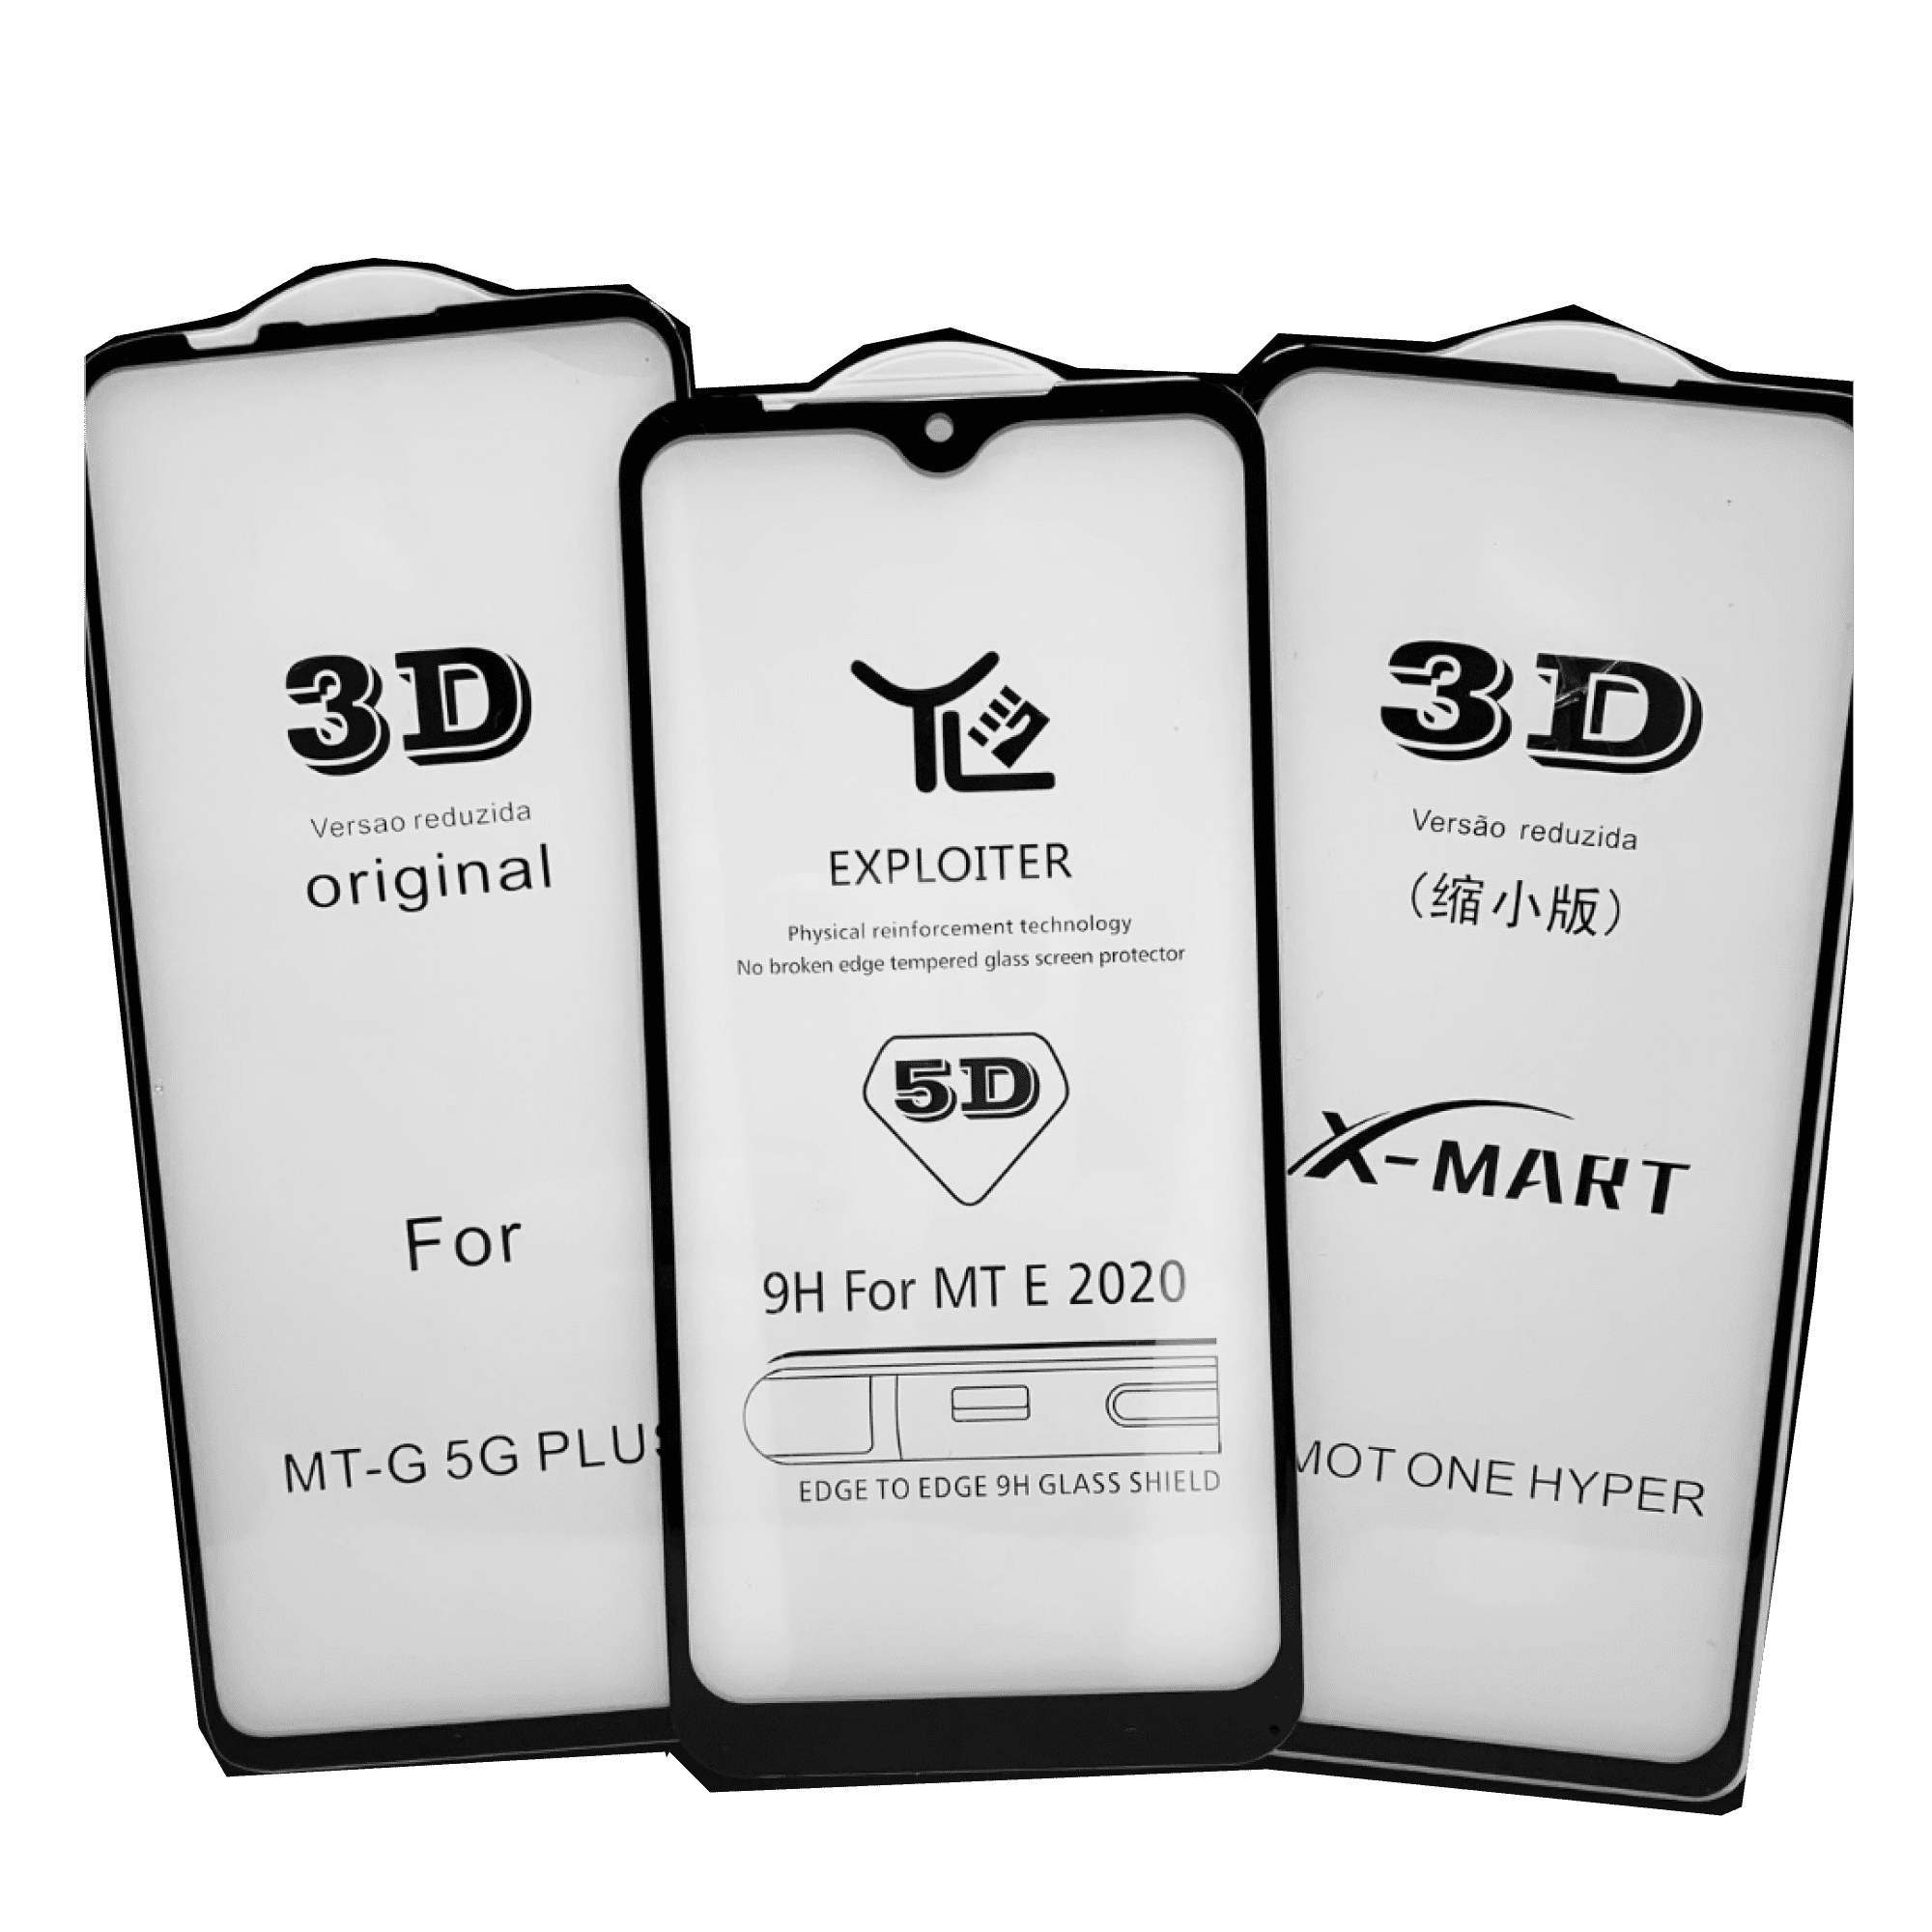 3D
Versao reduzida
original
For
MT-G 5G PLUS
YL
EXPLOITER
Physical reinforcement technology
No broken edge tempered glass screen protector
5D
9H For MT E 2020
EDGE TO EDGE 9H GLASS SHIELD
3D
Versão reduzida
(缩小版)
X-MART
MOT ONE HYPER